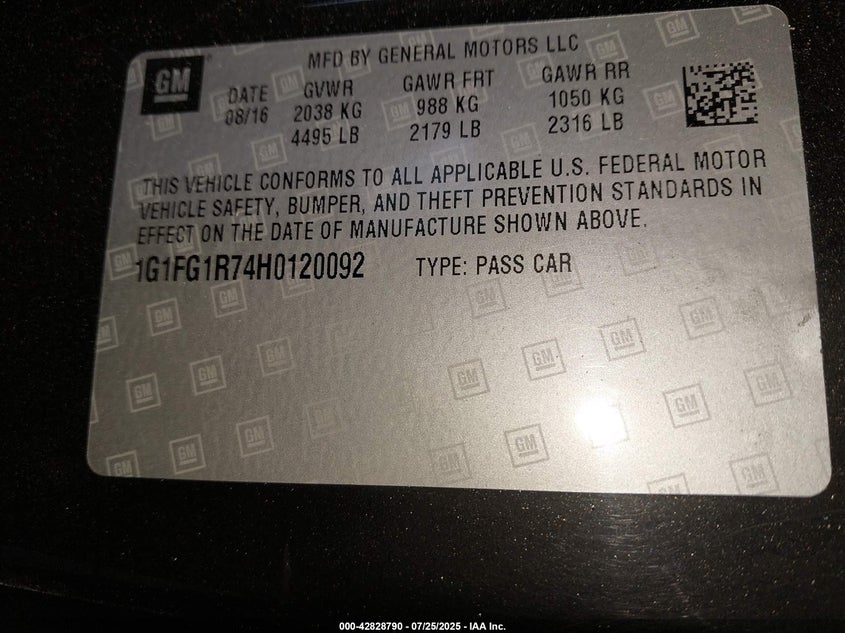 MFD BY GENERAL MOTORS LLC
GM
DATE GVWR GAWR FRT GAWR RR
08/16 2038 KG 988 KG 1050 KG
4495 LB 2179 LB 2316 LB
THIS VEHICLE CONFORMS TO ALL APPLICABLE U.S. FEDERAL MOTOR
VEHICLE SAFETY, BUMPER, AND THEFT PREVENTION STANDARDS IN
EFFECT ON THE DATE OF MANUFACTURE SHOWN ABOVE.
1G1FG1R74H0120092 TYPE: PASS CAR
000-42828790 - 07/25/2025 - IAA Inc.